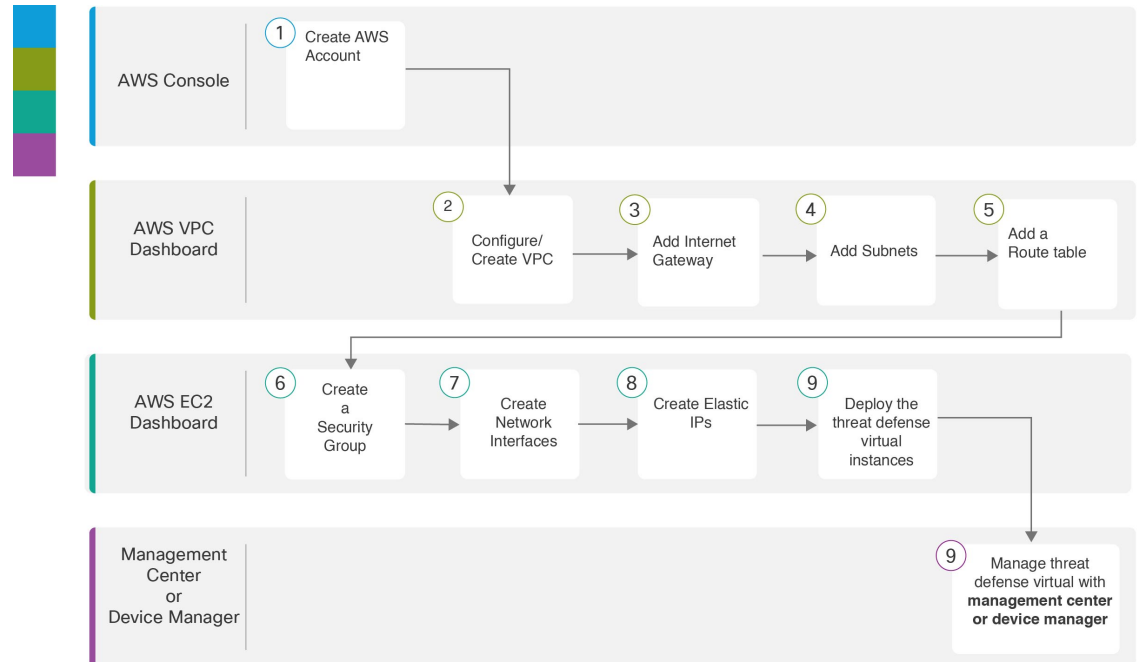 1
Create AWS
Account
AWS Console
AWS VPC
Dashboard
2
Configure/
Create VPC
3
Add Internet
Gateway
4
Add Subnets
5
Add a
Route table
AWS EC2
Dashboard
6
Create
a
Security
Group
7
Create
Network
Interfaces
8
Create Elastic
IPs
9
Deploy the
threat defense
virtual
instances
Management
Center
or
Device Manager
9
Manage threat
defense virtual with
management center
or device manager